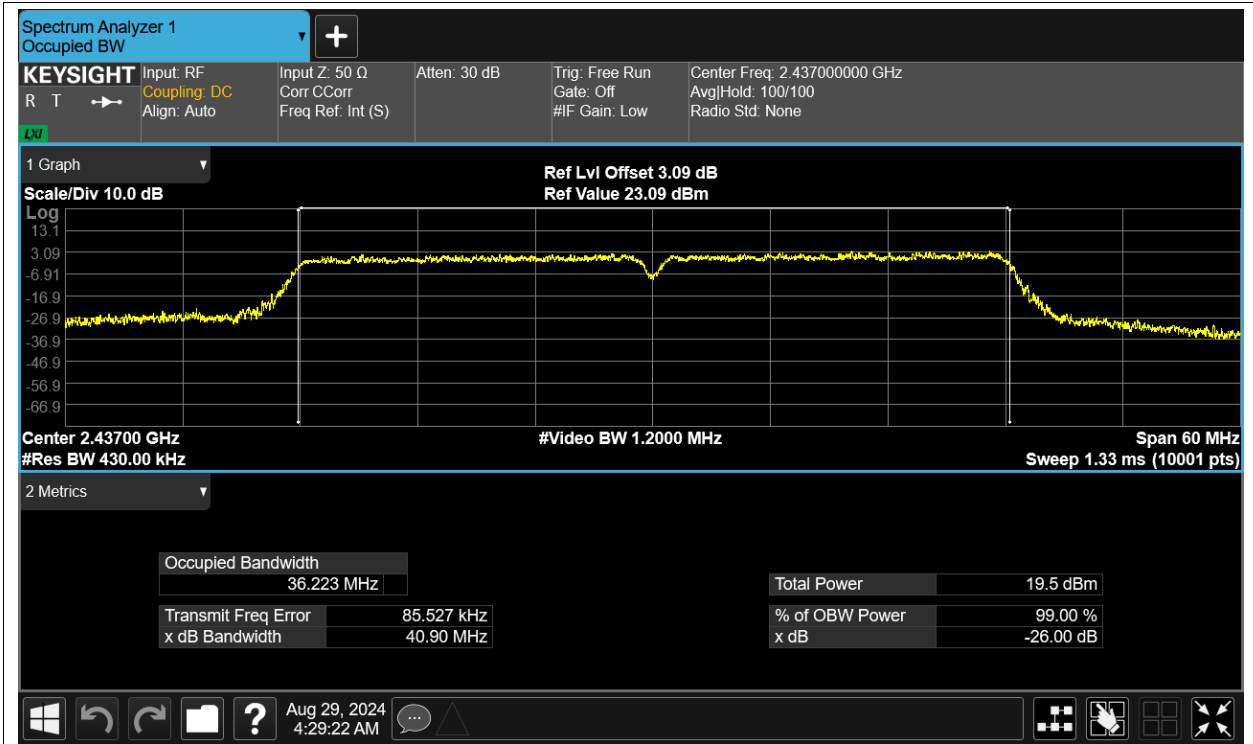 Spectrum Analyzer 1
Occupied BW
+
KEYSIGHT
R T
LXI
Input: RF
Coupling: DC
Align: Auto
Input Z: 50 Ω
Corr CCorr
Freq Ref: Int (S)
Atten: 30 dB
Trig: Free Run
Gate: Off
#IF Gain: Low
Center Freq: 2.437000000 GHz
Avg|Hold: 100/100
Radio Std: None
1 Graph
Scale/Div 10.0 dB
Ref Lvl Offset 3.09 dB
Ref Value 23.09 dBm
Log
13.1
3.09
-6.91
-16.9
-26.9
-36.9
-46.9
-56.9
-66.9
Center 2.43700 GHz
#Video BW 1.2000 MHz
Span 60 MHz
#Res BW 430.00 kHz
Sweep 1.33 ms (10001 pts)
2 Metrics
Occupied Bandwidth
36.223 MHz
Transmit Freq Error 85.527 kHz
x dB Bandwidth 40.90 MHz
Total Power 19.5 dBm
% of OBW Power 99.00 %
x dB -26.00 dB
?
Aug 29, 2024
4:29:22 AM